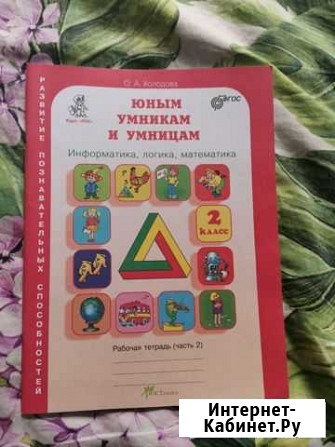 О. А. Холодова
ЮНЫМ
УМНИКАМ
И УМНИЦАМ
ФГОС
Информатика, логика, математика
РАЗВИТИЕ ПОЗНАВАТЕЛЬНЫХ СПОСОБНОСТЕЙ
2
класс
Рабочая тетрадь (часть 2)
Интернет-
Кабинет.Ру